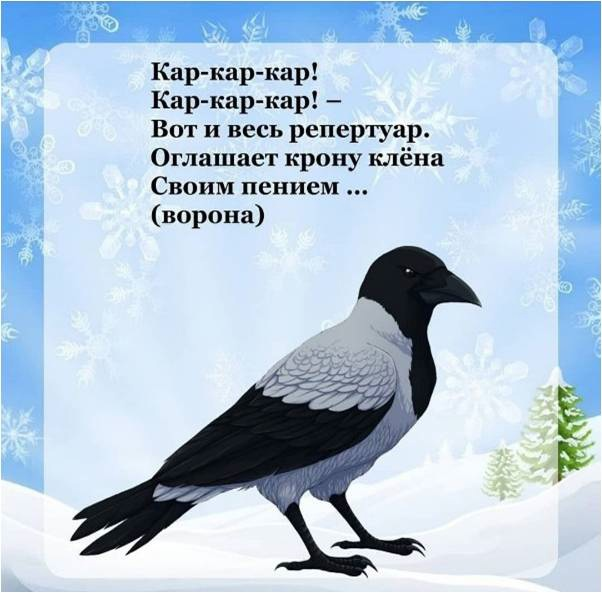 Кар-кар-кар!
Кар-кар-кар! –
Вот и весь репертуар.
Оглашает крону клёна
Своим пением ...
(ворона)